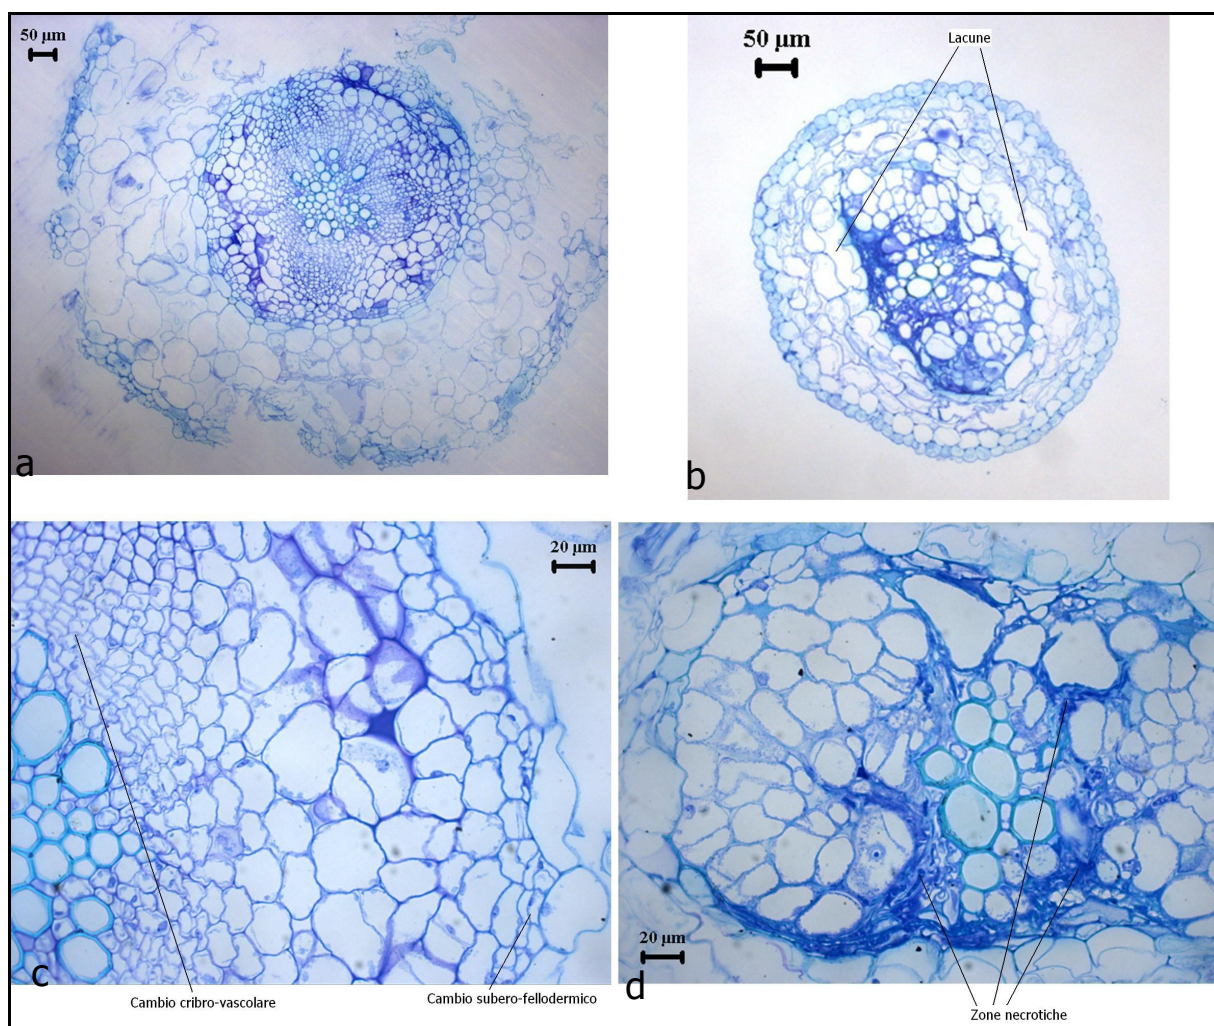 50 µm
50 µm
Lacune
a
b
20 µm
c
Cambio cribro-vascolare
Cambio subero-fellodermico
20 µm
d
Zone necrotiche